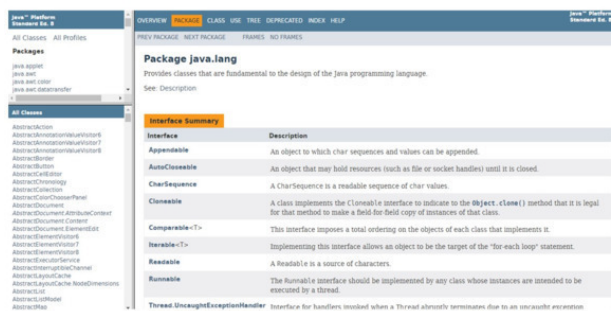 Java™ Platform
Standard Ed. 8
All Classes All Profiles
Packages
java.applet
java.awt
java.awt.color
java.awt.datatransfer
All Classes
AbstractAction
AbstractAnnotationValueVisitor6
AbstractAnnotationValueVisitor7
AbstractAnnotationValueVisitor8
AbstractBorder
AbstractButton
AbstractCellEditor
AbstractChronology
AbstractCollection
AbstractColorChooserPanel
AbstractDocument
AbstractDocument.AttributeContext
AbstractDocument.Content
AbstractDocument.ElementEdit
AbstractElementVisitor6
AbstractElementVisitor7
AbstractElementVisitor8
AbstractExecutorService
AbstractInterruptibleChannel
AbstractLayoutCache
AbstractLayoutCache.NodeDimensions
AbstractList
AbstractListModel
AbstractMap
OVERVIEW PACKAGE CLASS USE TREE DEPRECATED INDEX HELP
Java™ Platform
Standard Ed. 8
PREV PACKAGE NEXT PACKAGE FRAMES NO FRAMES
Package java.lang
Provides classes that are fundamental to the design of the Java programming language.
See: Description
Interface Summary
Interface Description
Appendable An object to which char sequences and values can be appended.
AutoCloseable An object that may hold resources (such as file or socket handles) until it is closed.
CharSequence A CharSequence is a readable sequence of char values.
Cloneable A class implements the Cloneable interface to indicate to the Object.clone() method that it is legal
for that method to make a field-for-field copy of instances of that class.
Comparable<T> This interface imposes a total ordering on the objects of each class that implements it.
Iterable<T> Implementing this interface allows an object to be the target of the "for-each loop" statement.
Readable A Readable is a source of characters.
Runnable The Runnable interface should be implemented by any class whose instances are intended to be
executed by a thread.
Thread.UncaughtExceptionHandler Interface for handlers invoked when a Thread abruptly terminates due to an uncaught exception